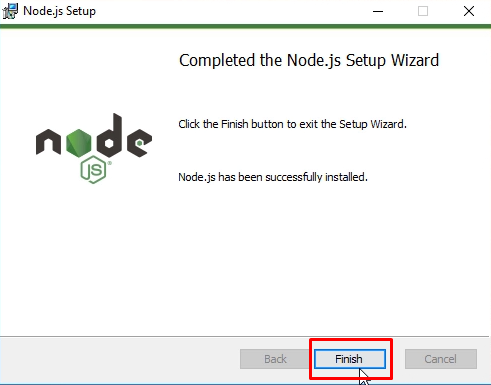 Node.js Setup
Completed the Node.js Setup Wizard
Click the Finish button to exit the Setup Wizard.
node
JS®
Node.js has been successfully installed.
Back Finish Cancel